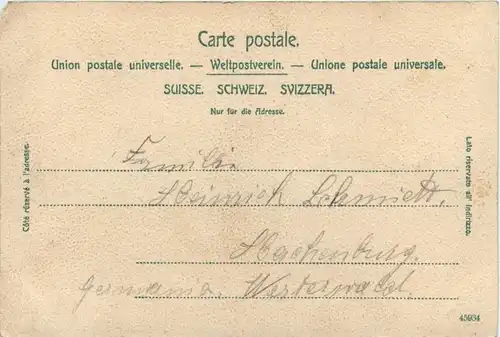 Carte postale.
Union postale universelle. — Weltpostverein. — Unione postale universale.
SUISSE. SCHWEIZ. SVIZZERA.
Nur für die Adresse.
Côté réservé à l'adresse.
Lato riservato all' indirizzo.
Familie
Heinrich Schmidt.
Hachenburg.
Germania. Westerwald.
45934